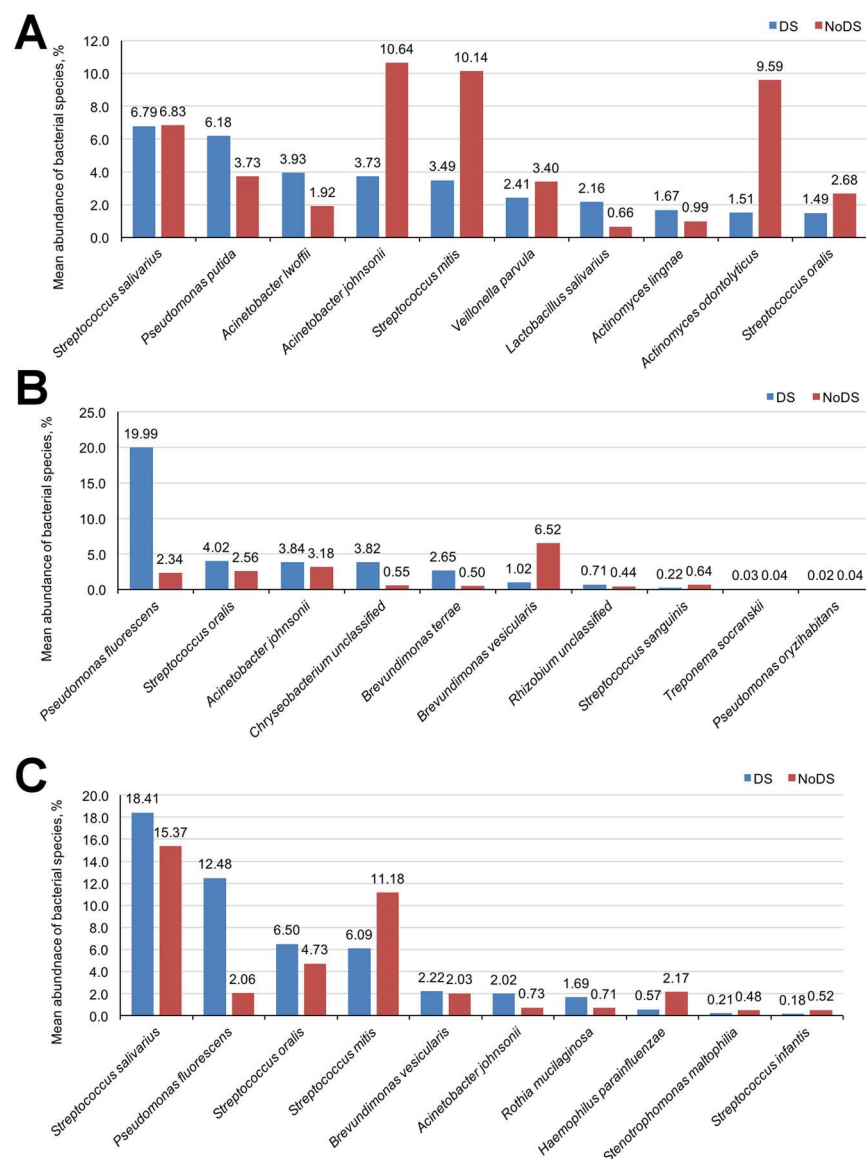 A
DS NoDS
Mean abundance of bacterial species, %
12.0
10.0
8.0
6.0
4.0
2.0
0.0
6.79 6.83
6.18 3.73
3.93 1.92
3.73 10.64
3.49 10.14
2.41 3.40
2.16 0.66
1.67 0.99
1.51 9.59
1.49 2.68
Streptococcus salivarius
Pseudomonas putida
Acinetobacter lwoffii
Acinetobacter johnsonii
Streptococcus mitis
Veillonella parvula
Lactobacillus salivarius
Actinomyces lingnae
Actinomyces odontolyticus
Streptococcus oralis
B
DS NoDS
Mean abundance of bacterial species, %
25.0
20.0
15.0
10.0
5.0
0.0
19.99 2.34
4.02 2.56
3.84 3.18
3.82 0.55
2.65 0.50
1.02 6.52
0.71 0.44
0.22 0.64
0.03 0.04
0.02 0.04
Pseudomonas fluorescens
Streptococcus oralis
Acinetobacter johnsonii
Chryseobacterium unclassified
Brevundimonas terrae
Brevundimonas vesicularis
Rhizobium unclassified
Streptococcus sanguinis
Treponema socranskii
Pseudomonas oryzihabitans
C
DS NoDS
Mean abundnace of bacterial species, %
20.0
18.0
16.0
14.0
12.0
10.0
8.0
6.0
4.0
2.0
0.0
18.41 15.37
12.48 2.06
6.50 4.73
6.09 11.18
2.22 2.03
2.02 0.73
1.69 0.71
0.57 2.17
0.21 0.48
0.18 0.52
Streptococcus salivarius
Pseudomonas fluorescens
Streptococcus oralis
Streptococcus mitis
Brevundimonas vesicularis
Acinetobacter johnsonii
Rothia mucilaginosa
Haemophilus parainfluenzae
Stenotrophomonas maltophilia
Streptococcus infantis